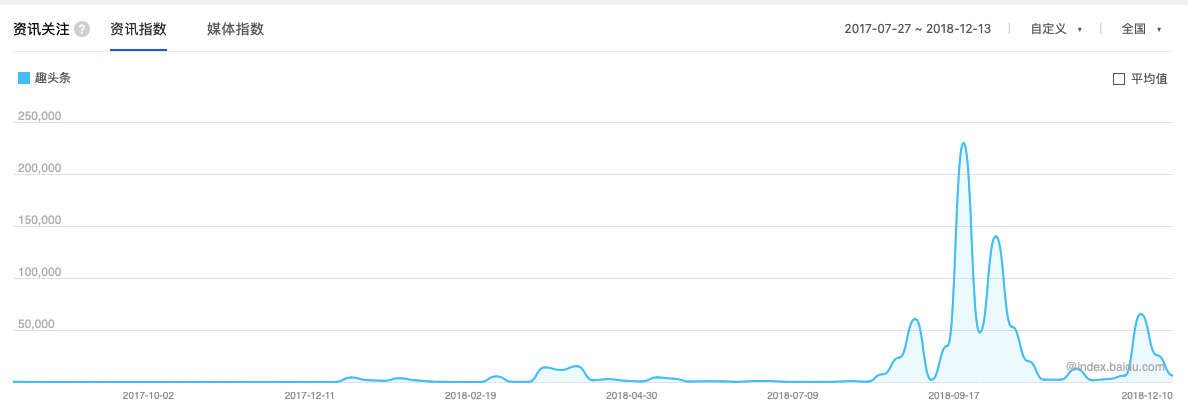 资讯关注 ? 资讯指数 媒体指数 2017-07-27 ~ 2018-12-13 | 自定义 ▾ | 全国 ▾
趣头条 平均值
250,000
200,000
150,000
100,000
50,000
@index.baidu.com
2017-10-02 2017-12-11 2018-02-19 2018-04-30 2018-07-09 2018-09-17 2018-12-10